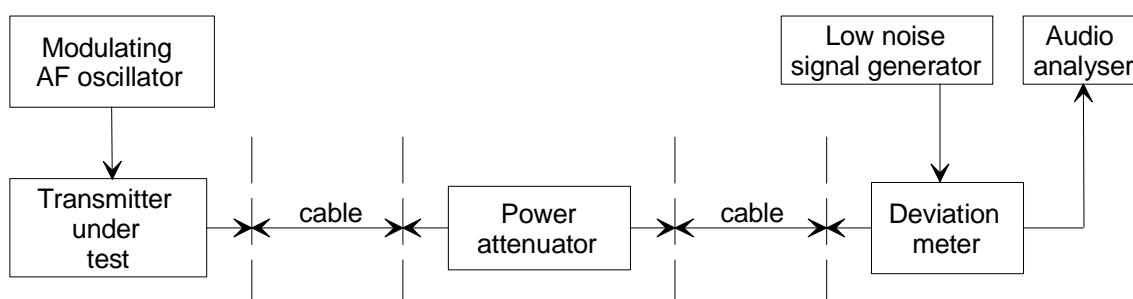 Modulating
AF oscillator
Low noise
signal generator
Audio
analyser
Transmitter
under
test
cable
Power
attenuator
cable
Deviation
meter